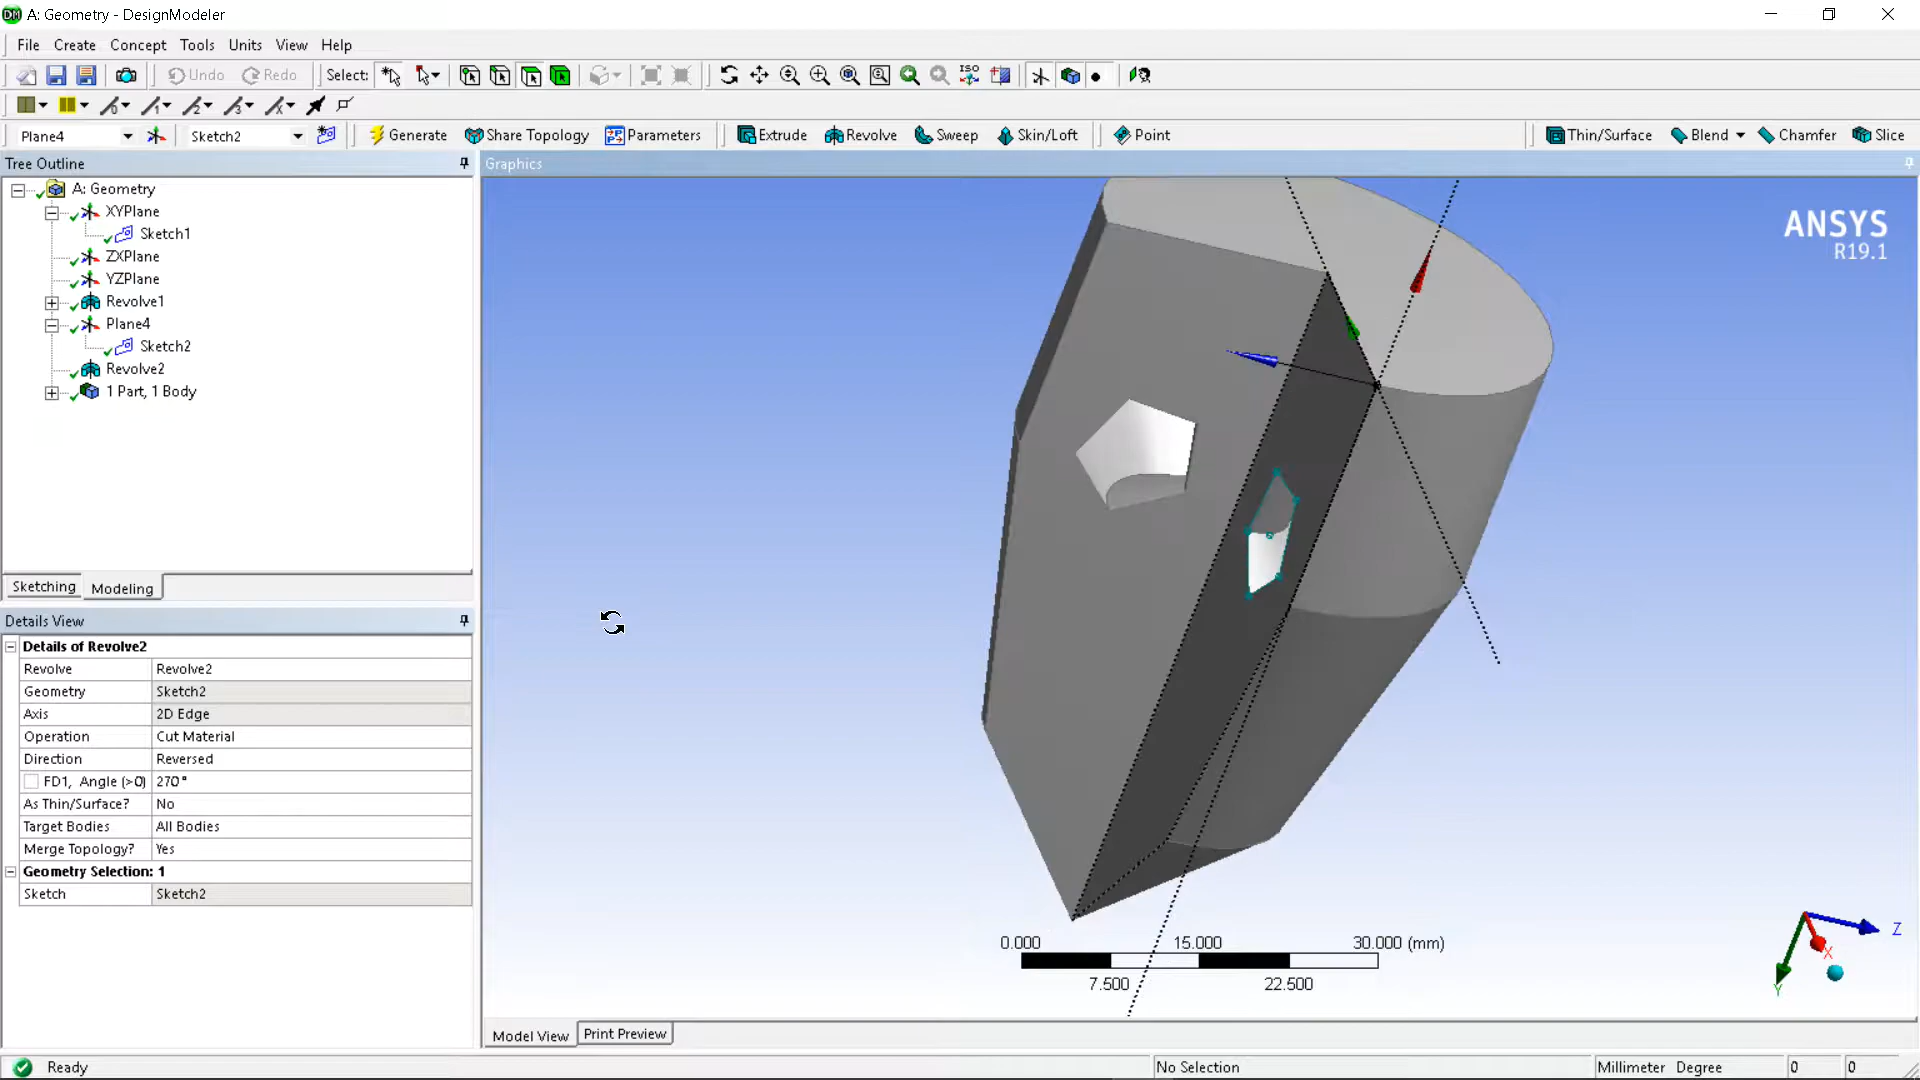 A: Geometry - DesignModeler
File Create Concept Tools Units View Help
Undo Redo Select: ISO
Plane4 Sketch2 Generate Share Topology Parameters Extrude Revolve Sweep Skin/Loft Point Thin/Surface Blend Chamfer Slice
Tree Outline
A: Geometry
XYPlane
Sketch1
ZXPlane
YZPlane
Revolve1
Plane4
Sketch2
Revolve2
1 Part, 1 Body
Sketching Modeling
Details View
Details of Revolve2
Revolve Revolve2
Geometry Sketch2
Axis 2D Edge
Operation Cut Material
Direction Reversed
FD1, Angle (>0) 270°
As Thin/Surface? No
Target Bodies All Bodies
Merge Topology? Yes
Geometry Selection: 1
Sketch Sketch2
Graphics
ANSYS
R19.1
0.000 15.000 30.000 (mm)
7.500 22.500
Z
X
Y
Model View Print Preview
Ready No Selection Millimeter Degree 0 0